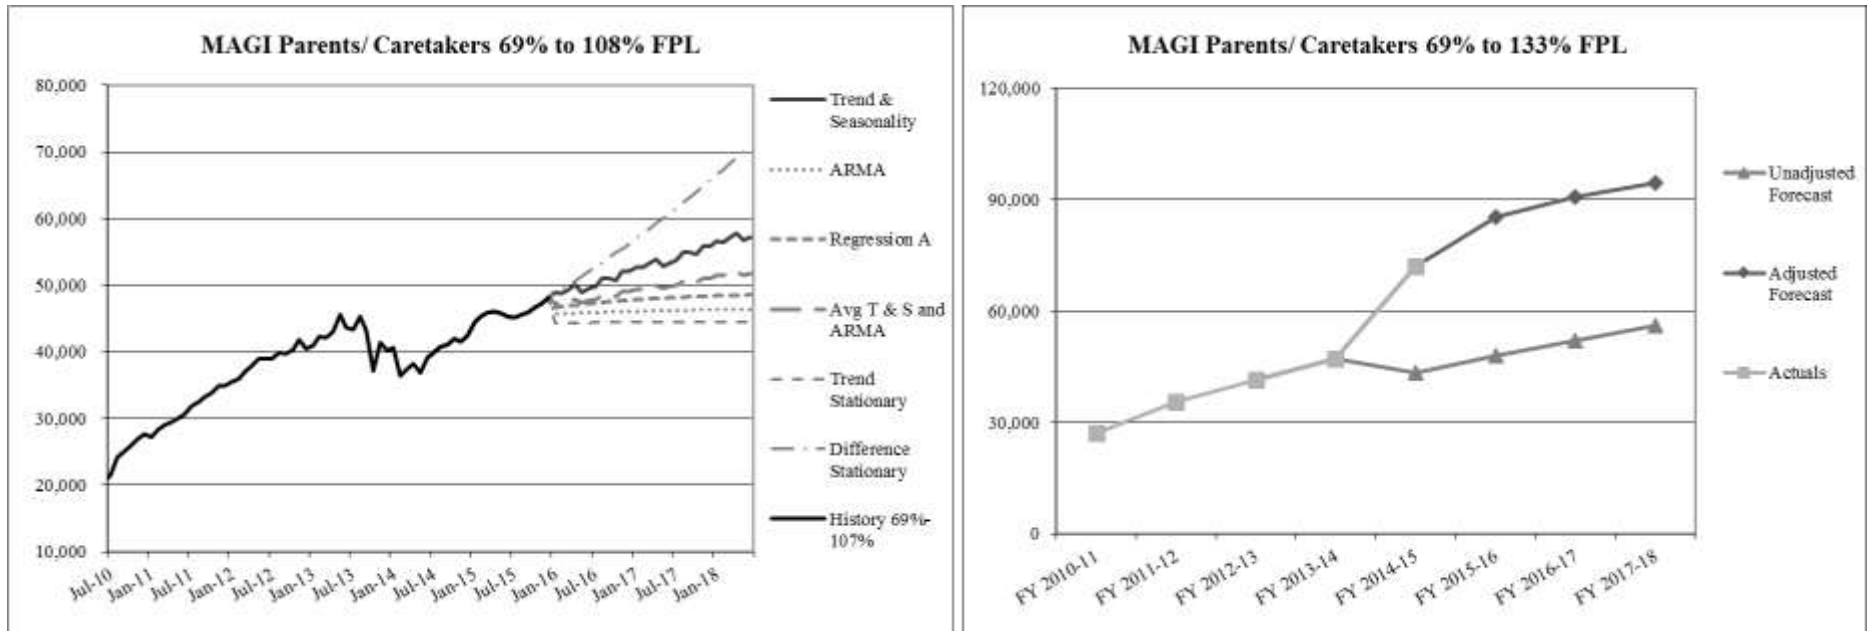 MAGI Parents/ Caretakers 69% to 108% FPL
80,000
70,000
60,000
50,000
40,000
30,000
20,000
10,000
Jul-10
Jan-11
Jul-11
Jan-12
Jul-12
Jan-13
Jul-13
Jan-14
Jul-14
Jan-15
Jul-15
Jan-16
Jul-16
Jan-17
Jul-17
Jan-18
Trend &
Seasonality
ARMA
Regression A
Avg T & S and
ARMA
Trend
Stationary
Difference
Stationary
History 69%-
107%
MAGI Parents/ Caretakers 69% to 133% FPL
120,000
90,000
60,000
30,000
0
FY 2010-11
FY 2011-12
FY 2012-13
FY 2013-14
FY 2014-15
FY 2015-16
FY 2016-17
FY 2017-18
Unadjusted
Forecast
Adjusted
Forecast
Actuals